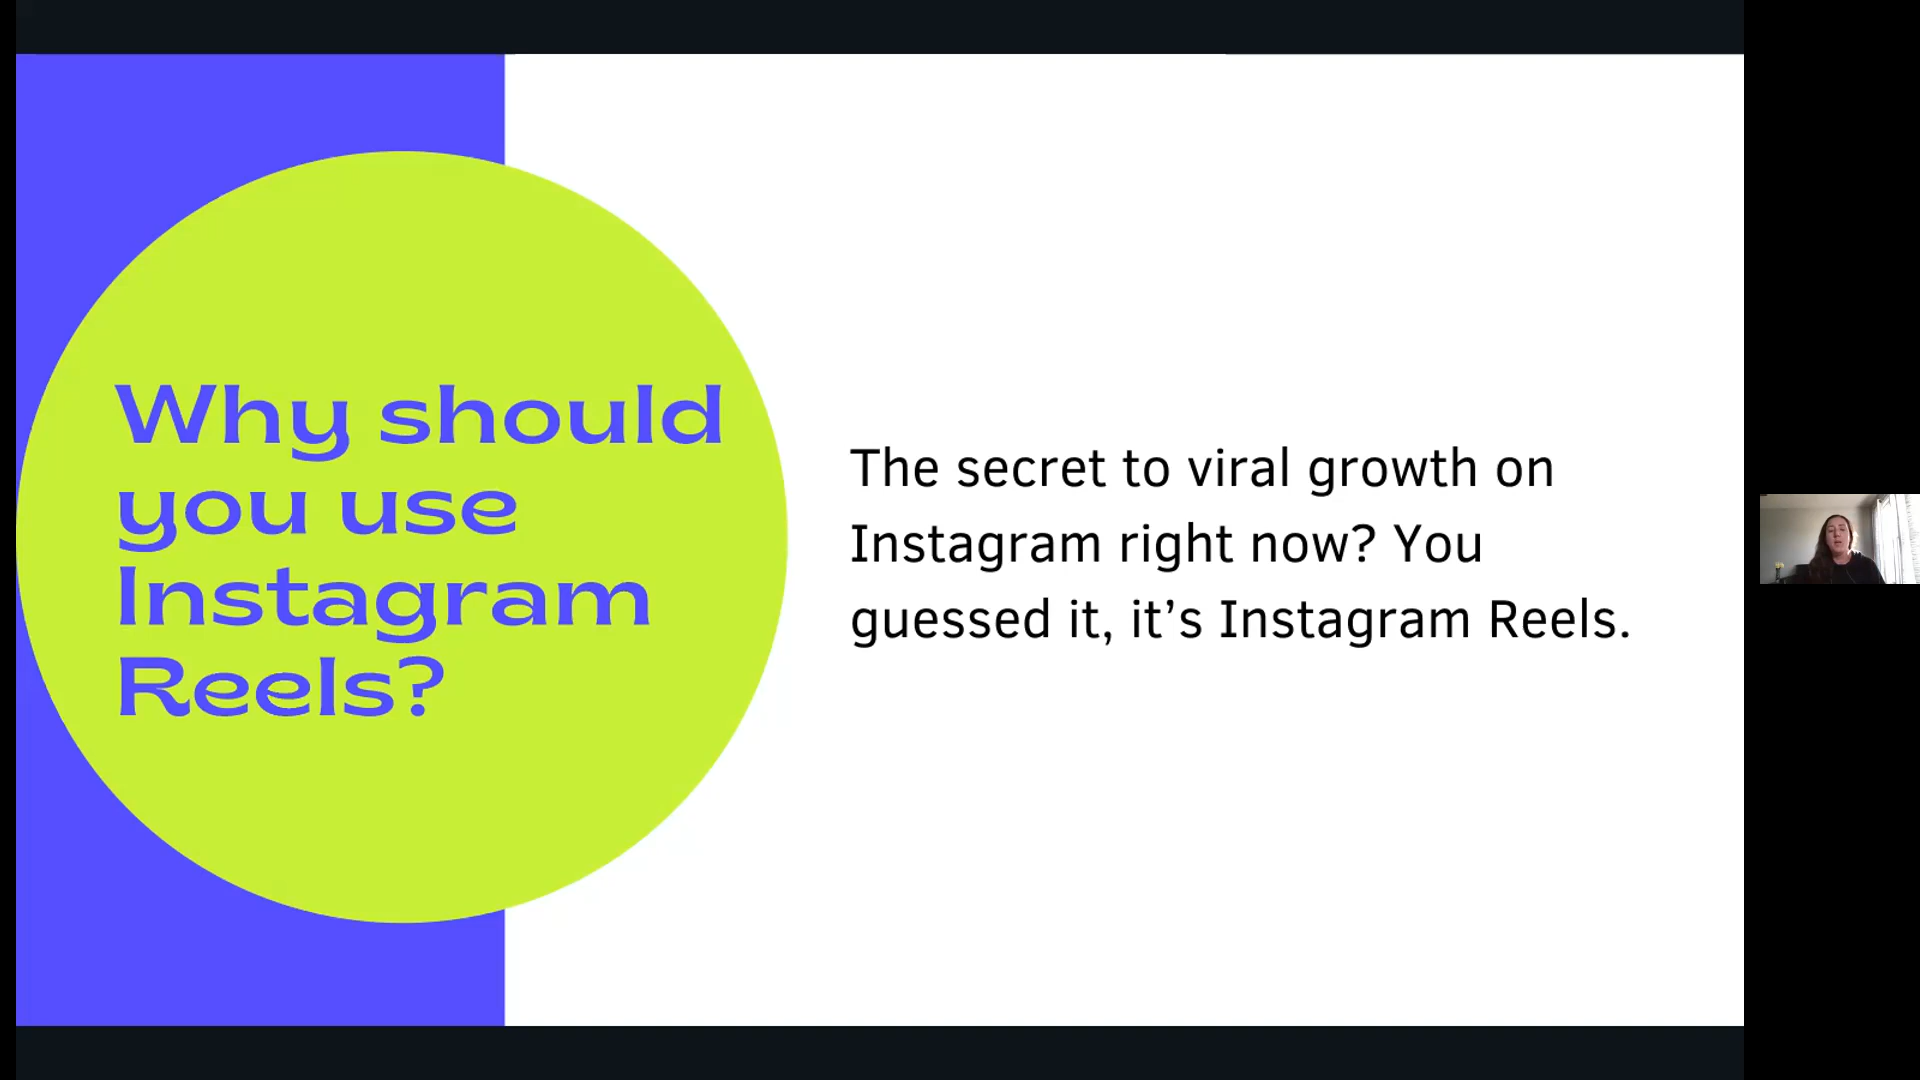 Why should
you use
Instagram
Reels?
The secret to viral growth on
Instagram right now? You
guessed it, it’s Instagram Reels.